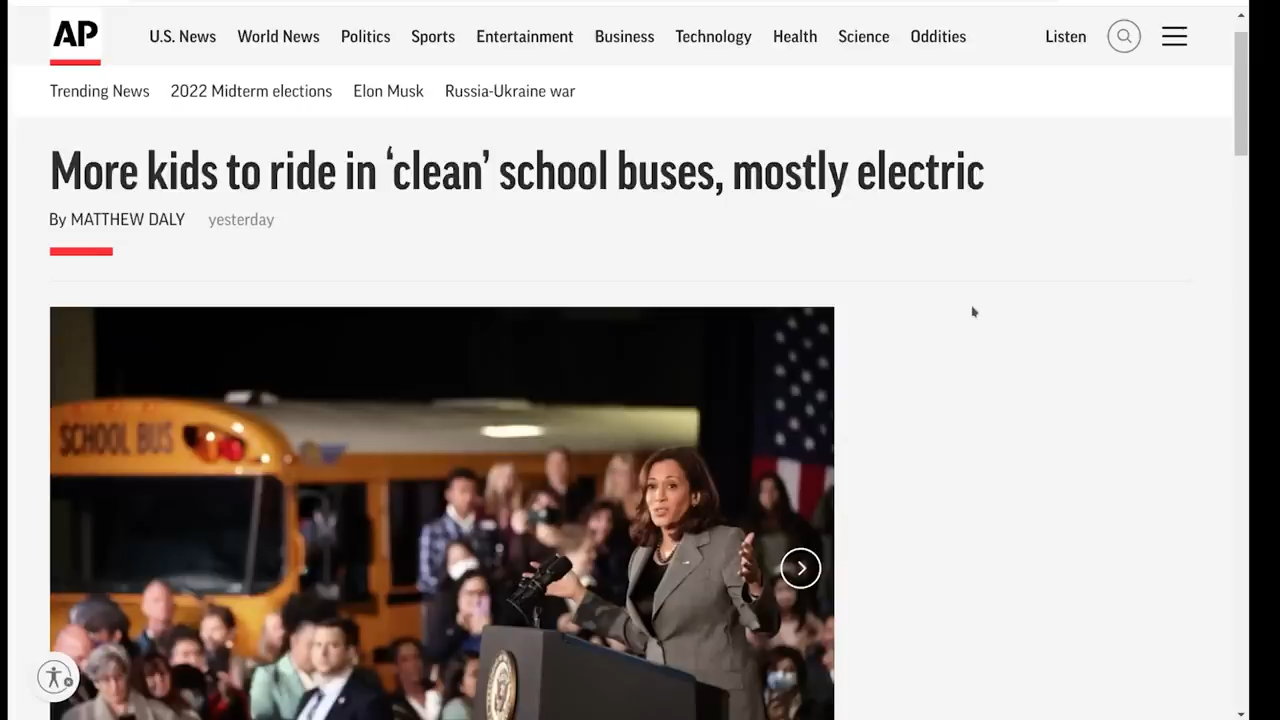 AP
U.S. News World News Politics Sports Entertainment Business Technology Health Science Oddities Listen
Trending News 2022 Midterm elections Elon Musk Russia-Ukraine war
More kids to ride in ‘clean’ school buses, mostly electric
By MATTHEW DALY yesterday
SCHOOL BUS